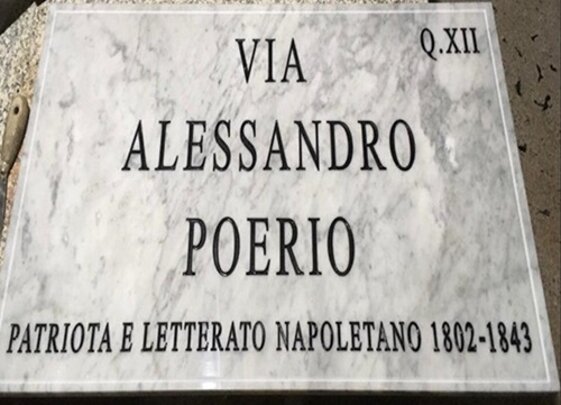 Q.XII
VIA
ALESSANDRO
POERIO
PATRIOTA E LETTERATO NAPOLETANO 1802-1843